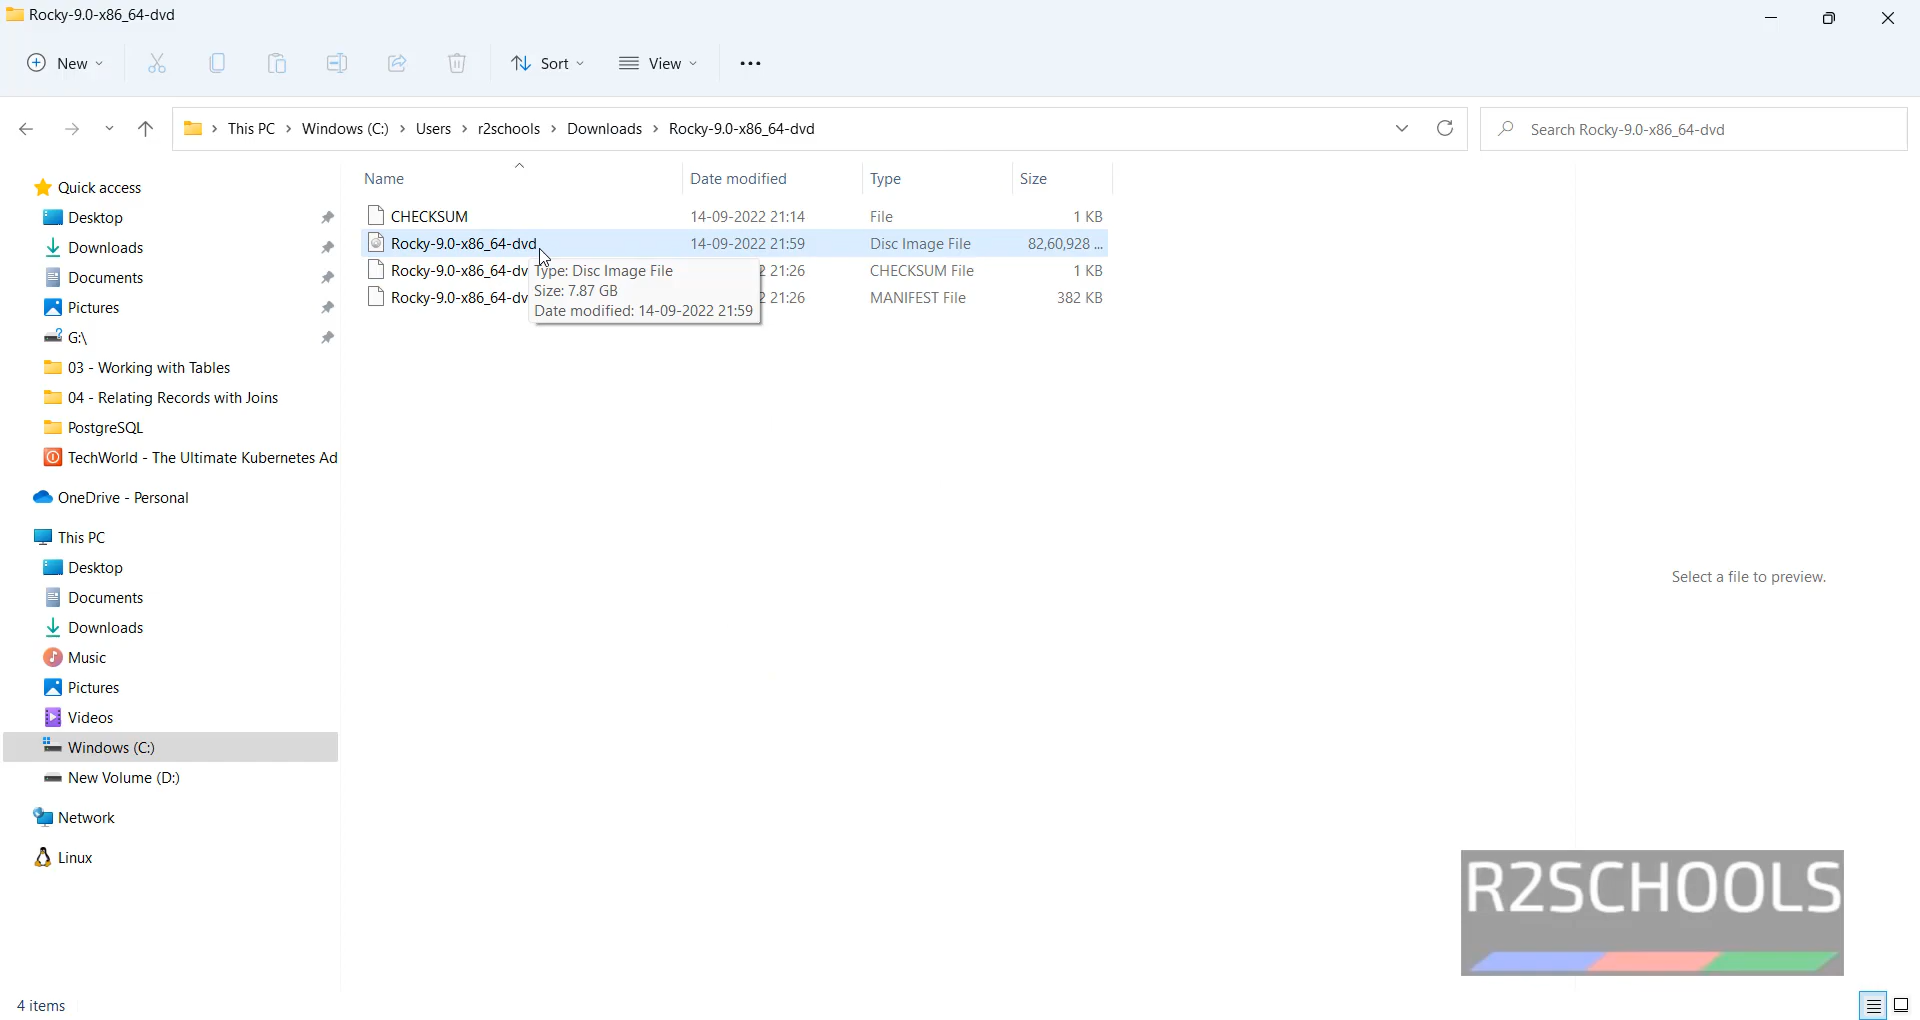 Rocky-9.0-x86_64-dvd
New
Sort
View
This PC > Windows (C:) > Users > r2schools > Downloads > Rocky-9.0-x86_64-dvd
Search Rocky-9.0-x86_64-dvd
Name Date modified Type Size
CHECKSUM 14-09-2022 21:14 File 1 KB
Rocky-9.0-x86_64-dvd 14-09-2022 21:59 Disc Image File 82,60,928 ...
Rocky-9.0-x86_64-dv 2 21:26 CHECKSUM File 1 KB
Rocky-9.0-x86_64-dv 2 21:26 MANIFEST File 382 KB
Type: Disc Image File
Size: 7.87 GB
Date modified: 14-09-2022 21:59
Quick access
Desktop
Downloads
Documents
Pictures
G:\
03 - Working with Tables
04 - Relating Records with Joins
PostgreSQL
TechWorld - The Ultimate Kubernetes Ad
OneDrive - Personal
This PC
Desktop
Documents
Downloads
Music
Pictures
Videos
Windows (C:)
New Volume (D:)
Network
Linux
Select a file to preview.
R2SCHOOLS
4 items